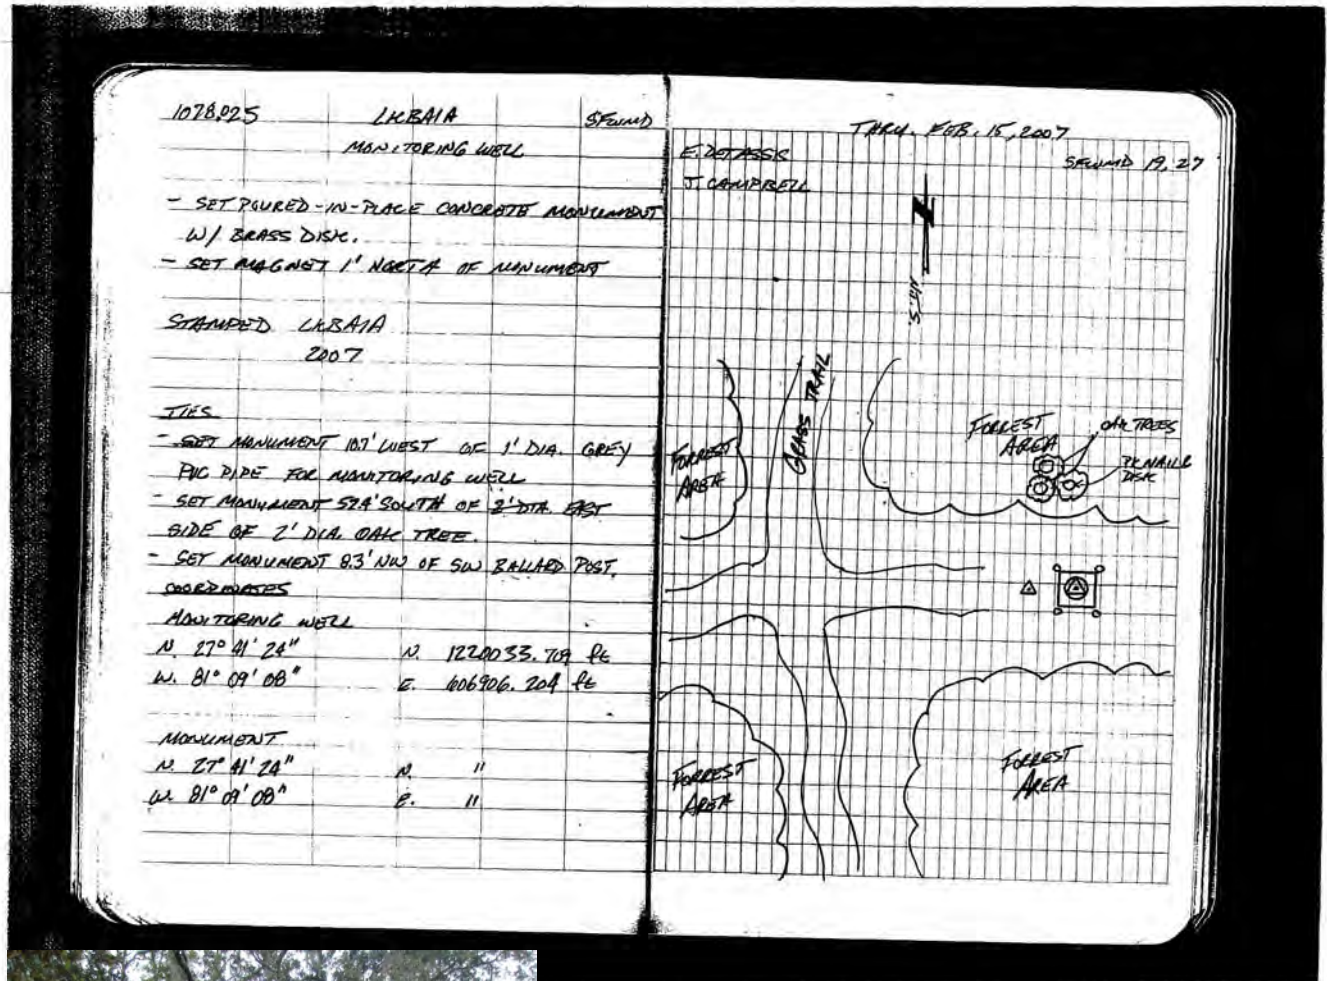 1078.025 LKBA1A SFWMD
MONITORING WELL
- SET POURED-IN-PLACE CONCRETE MONUMENT
W/ BRASS DISK.
- SET MAGNET 1' NORTH OF MONUMENT
STAMPED LKBA1A
2007
TIES
- SET MONUMENT 10.7' WEST OF 1' DIA. GREY
PVC PIPE FOR MONITORING WELL
- SET MONUMENT 52.4' SOUTH OF 2' DIA. EAST
SIDE OF 2' DIA. OAK TREE.
- SET MONUMENT 8.3' NW OF SW BALLARD POST.
COORDINATES
MONITORING WELL
N. 27° 41' 24" N. 1220033.709 ft
W. 81° 09' 08" E. 606906.204 ft
MONUMENT
N. 27° 41' 24" N. "
W. 81° 09' 08" E. "
THRU. FEB. 15, 2007
E. DETASSIS
SFWMD 19, 27
J. CAMPBELL
N.T.S.
GRASS TRAIL
FORREST
AREA
FORREST
AREA
OAK TREES
PK NAIL &
DISK
FORREST
AREA
FORREST
AREA